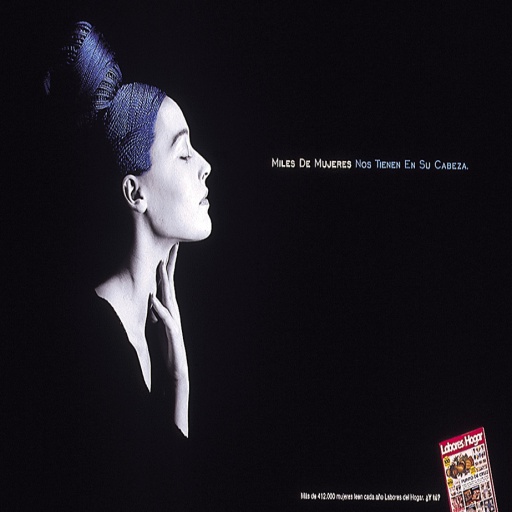 MILES DE MUJERES NOS TIENEN EN SU CABEZA.
Labores Hogar
Más de 412.000 mujeres leen cada año Labores del Hogar. ¿Y tú?